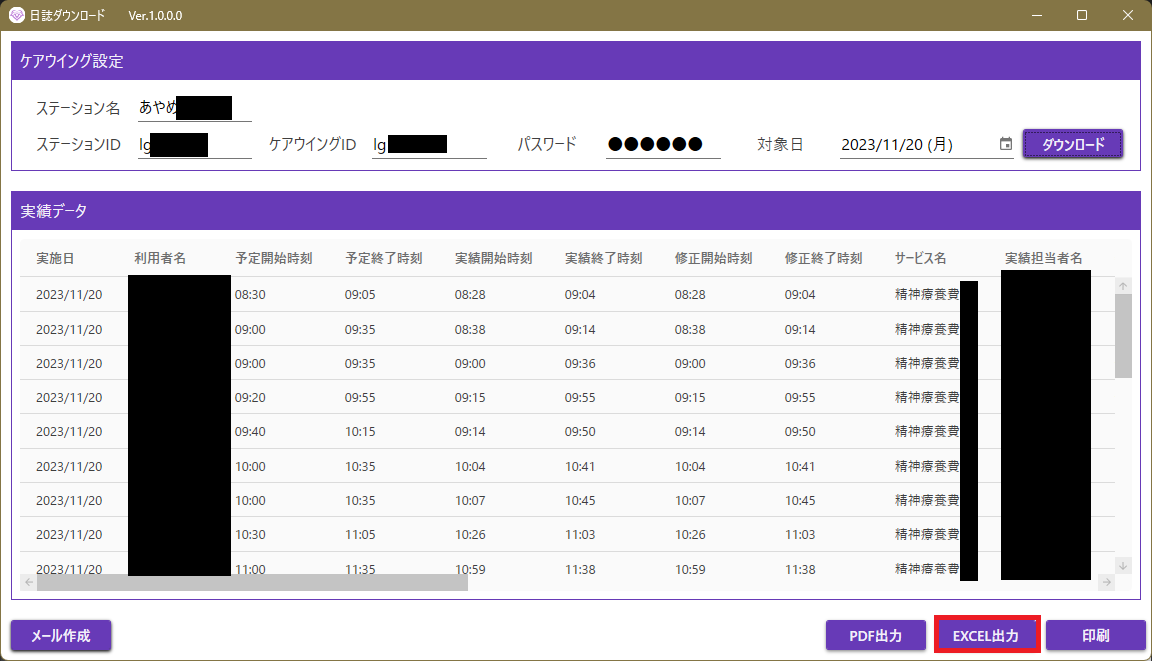 日誌ダウンロード Ver.1.0.0.0
ケアウイング設定
ステーション名 あやめ
ステーションID lg ケアウイングID lg パスワード ●●●●●● 対象日 2023/11/20 (月) ダウンロード
実績データ
実施日 利用者名 予定開始時刻 予定終了時刻 実績開始時刻 実績終了時刻 修正開始時刻 修正終了時刻 サービス名 実績担当者名
2023/11/20 08:30 09:05 08:28 09:04 08:28 09:04 精神療養費
2023/11/20 09:00 09:35 08:38 09:14 08:38 09:14 精神療養費
2023/11/20 09:00 09:35 09:00 09:36 09:00 09:36 精神療養費
2023/11/20 09:20 09:55 09:15 09:55 09:15 09:55 精神療養費
2023/11/20 09:40 10:15 09:14 09:50 09:14 09:50 精神療養費
2023/11/20 10:00 10:35 10:04 10:41 10:04 10:41 精神療養費
2023/11/20 10:00 10:35 10:07 10:45 10:07 10:45 精神療養費
2023/11/20 10:30 11:05 10:26 11:03 10:26 11:03 精神療養費
2023/11/20 11:00 11:35 10:59 11:38 10:59 11:38 精神療養費
メール作成 PDF出力 EXCEL出力 印刷